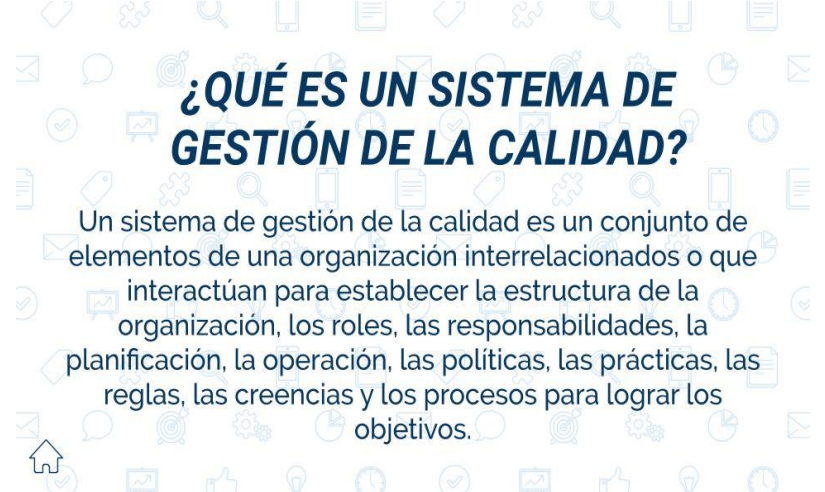 ¿QUÉ ES UN SISTEMA DE
GESTIÓN DE LA CALIDAD?
Un sistema de gestión de la calidad es un conjunto de
elementos de una organización interrelacionados o que
interactúan para establecer la estructura de la
organización, los roles, las responsabilidades, la
planificación, la operación, las políticas, las prácticas, las
reglas, las creencias y los procesos para lograr los
objetivos.